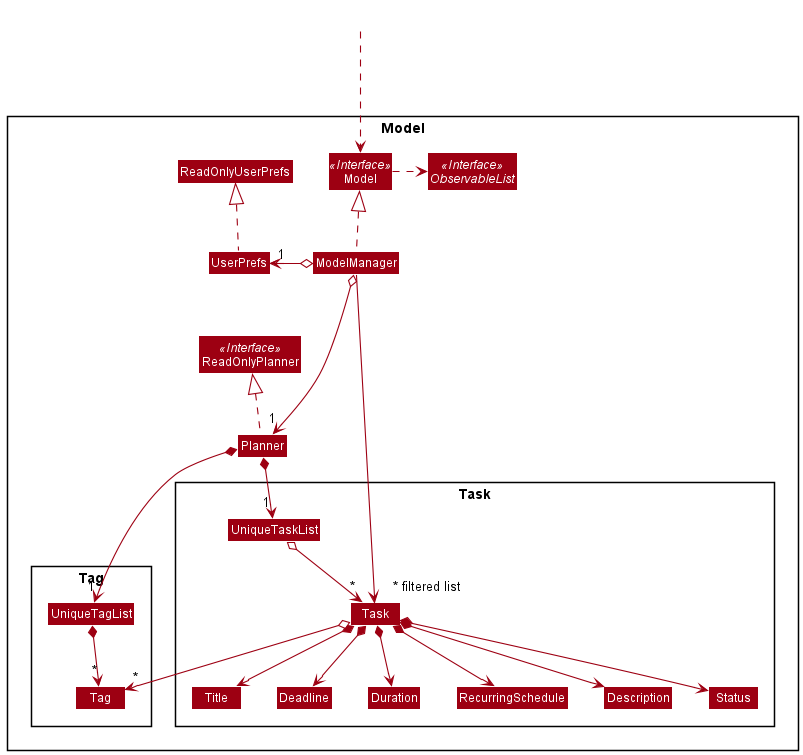 Model
ReadOnlyUserPrefs
«Interface»
Model
«Interface»
ObservableList
UserPrefs
1
ModelManager
«Interface»
ReadOnlyPlanner
1
Planner
Task
1
UniqueTaskList
Tag
1
* * filtered list
UniqueTagList
Task
* *
Tag
Title
Deadline
Duration
RecurringSchedule
Description
Status